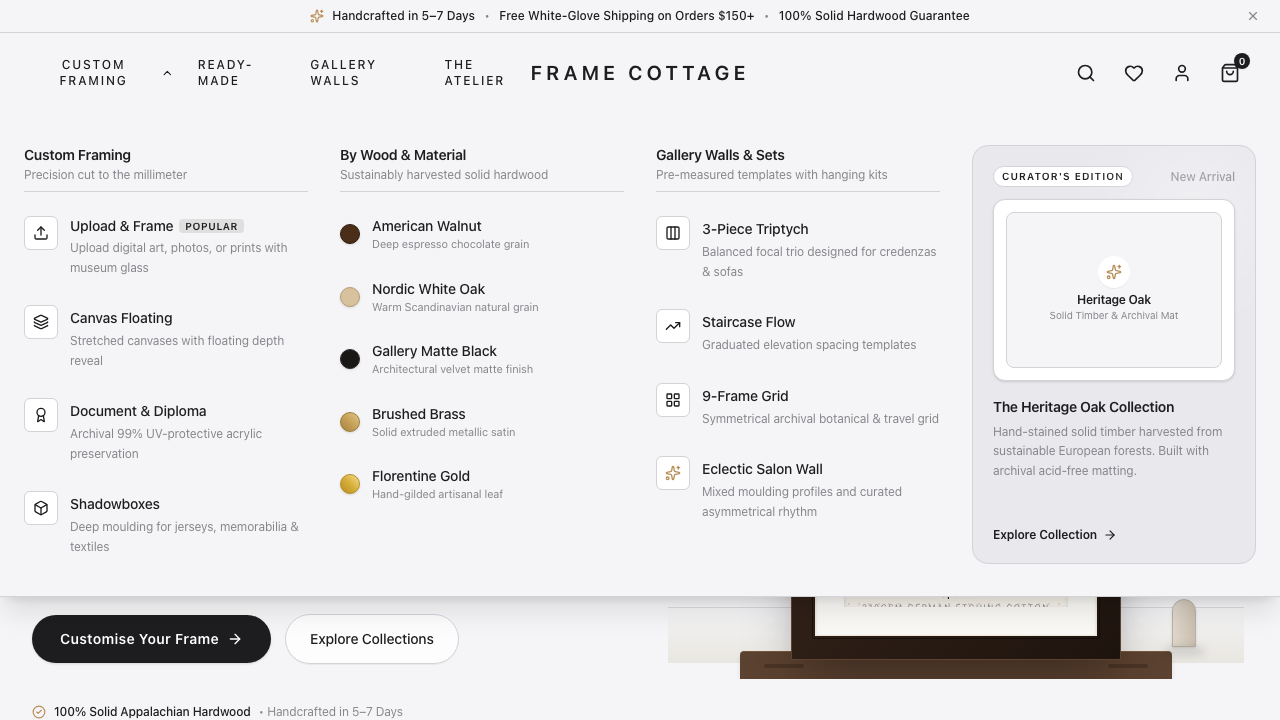 Handcrafted in 5–7 Days • Free White-Glove Shipping on Orders $150+ • 100% Solid Hardwood Guarantee
CUSTOM FRAMING
READY-MADE
GALLERY WALLS
THE ATELIER
FRAME COTTAGE
0
Custom Framing
Precision cut to the millimeter
Upload & Frame POPULAR
Upload digital art, photos, or prints with
museum glass
Canvas Floating
Stretched canvases with floating depth
reveal
Document & Diploma
Archival 99% UV-protective acrylic
preservation
Shadowboxes
Deep moulding for jerseys, memorabilia &
textiles
By Wood & Material
Sustainably harvested solid hardwood
American Walnut
Deep espresso chocolate grain
Nordic White Oak
Warm Scandinavian natural grain
Gallery Matte Black
Architectural velvet matte finish
Brushed Brass
Solid extruded metallic satin
Florentine Gold
Hand-gilded artisanal leaf
Gallery Walls & Sets
Pre-measured templates with hanging kits
3-Piece Triptych
Balanced focal trio designed for credenzas
& sofas
Staircase Flow
Graduated elevation spacing templates
9-Frame Grid
Symmetrical archival botanical & travel grid
Eclectic Salon Wall
Mixed moulding profiles and curated
asymmetrical rhythm
CURATOR'S EDITION
New Arrival
Heritage Oak
Solid Timber & Archival Mat
The Heritage Oak Collection
Hand-stained solid timber harvested from
sustainable European forests. Built with
archival acid-free matting.
Explore Collection
Customise Your Frame
Explore Collections
GERMAN ETCHING COTTON
100% Solid Appalachian Hardwood • Handcrafted in 5–7 Days